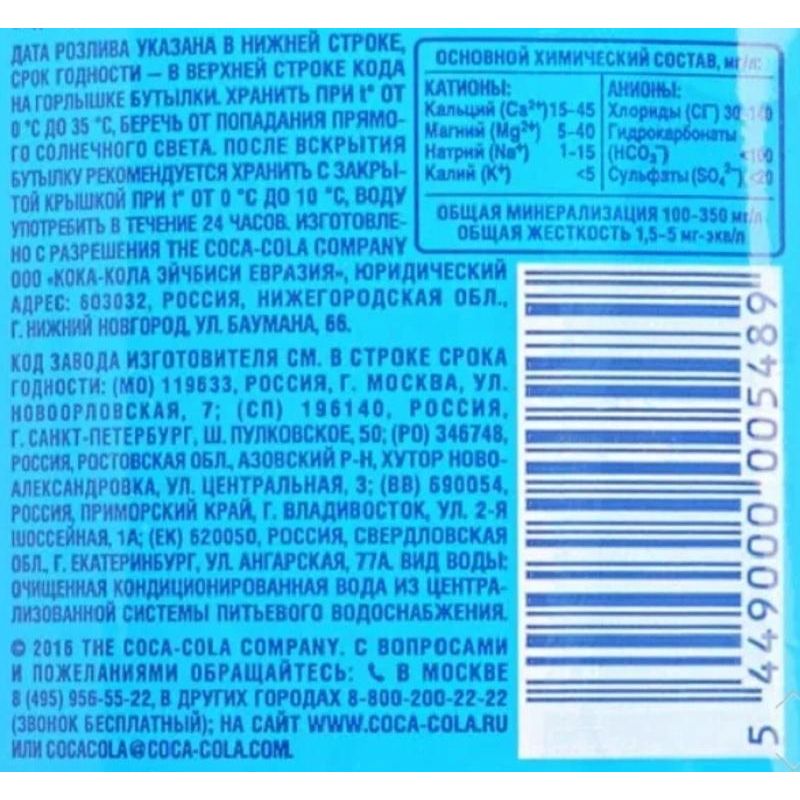 ДАТА РОЗЛИВА УКАЗАНА В НИЖНЕЙ СТРОКЕ,
СРОК ГОДНОСТИ – В ВЕРХНЕЙ СТРОКЕ КОДА
НА ГОРЛЫШКЕ БУТЫЛКИ. ХРАНИТЬ ПРИ t° ОТ
0 °С ДО 35 °С, БЕРЕЧЬ ОТ ПОПАДАНИЯ ПРЯМО-
ГО СОЛНЕЧНОГО СВЕТА. ПОСЛЕ ВСКРЫТИЯ
БУТЫЛКУ РЕКОМЕНДУЕТСЯ ХРАНИТЬ С ЗАКРЫ-
ТОЙ КРЫШКОЙ ПРИ t° ОТ 0 °С ДО 10 °С, ВОДУ
УПОТРЕБИТЬ В ТЕЧЕНИЕ 24 ЧАСОВ. ИЗГОТОВЛЕ-
НО С РАЗРЕШЕНИЯ THE COCA-COLA COMPANY
ООО «КОКА-КОЛА ЭЙЧБИСИ ЕВРАЗИЯ», ЮРИДИЧЕСКИЙ
АДРЕС: 603032, РОССИЯ, НИЖЕГОРОДСКАЯ ОБЛ.,
Г. НИЖНИЙ НОВГОРОД, УЛ. БАУМАНА, 66.
КОД ЗАВОДА ИЗГОТОВИТЕЛЯ СМ. В СТРОКЕ СРОКА
ГОДНОСТИ: (МО) 119633, РОССИЯ, Г. МОСКВА, УЛ.
НОВООРЛОВСКАЯ, 7; (СП) 196140, РОССИЯ,
Г. САНКТ-ПЕТЕРБУРГ, Ш. ПУЛКОВСКОЕ, 50; (РО) 346748,
РОССИЯ, РОСТОВСКАЯ ОБЛ., АЗОВСКИЙ Р-Н, ХУТОР НОВО-
АЛЕКСАНДРОВКА, УЛ. ЦЕНТРАЛЬНАЯ, 3; (ВВ) 690054,
РОССИЯ, ПРИМОРСКИЙ КРАЙ, Г. ВЛАДИВОСТОК, УЛ. 2-Я
ШОССЕЙНАЯ, 1А; (ЕК) 620050, РОССИЯ, СВЕРДЛОВСКАЯ
ОБЛ., Г. ЕКАТЕРИНБУРГ, УЛ. АНГАРСКАЯ, 77А. ВИД ВОДЫ:
ОЧИЩЕННАЯ КОНДИЦИОНИРОВАННАЯ ВОДА ИЗ ЦЕНТРА-
ЛИЗОВАННОЙ СИСТЕМЫ ПИТЬЕВОГО ВОДОСНАБЖЕНИЯ.
© 2016 THE COCA-COLA COMPANY. С ВОПРОСАМИ
И ПОЖЕЛАНИЯМИ ОБРАЩАЙТЕСЬ: В МОСКВЕ
8 (495) 956-55-22, В ДРУГИХ ГОРОДАХ 8-800-200-22-22
(ЗВОНОК БЕСПЛАТНЫЙ); НА САЙТ WWW.COCA-COLA.RU
ИЛИ COCACOLA@COCA-COLA.COM.
ОСНОВНОЙ ХИМИЧЕСКИЙ СОСТАВ, мг/л:
КАТИОНЫ:
Кальций (Ca²⁺) 15-45
Магний (Mg²⁺) 5-40
Натрий (Na⁺) 1-15
Калий (K⁺) <5
АНИОНЫ:
Хлориды (Cl⁻) 30-140
Гидрокарбонаты
(HCO₃⁻) <100
Сульфаты (SO₄²⁻) <20
ОБЩАЯ МИНЕРАЛИЗАЦИЯ 100-350 мг/л
ОБЩАЯ ЖЕСТКОСТЬ 1,5-5 мг-экв/л
5 449000 005489